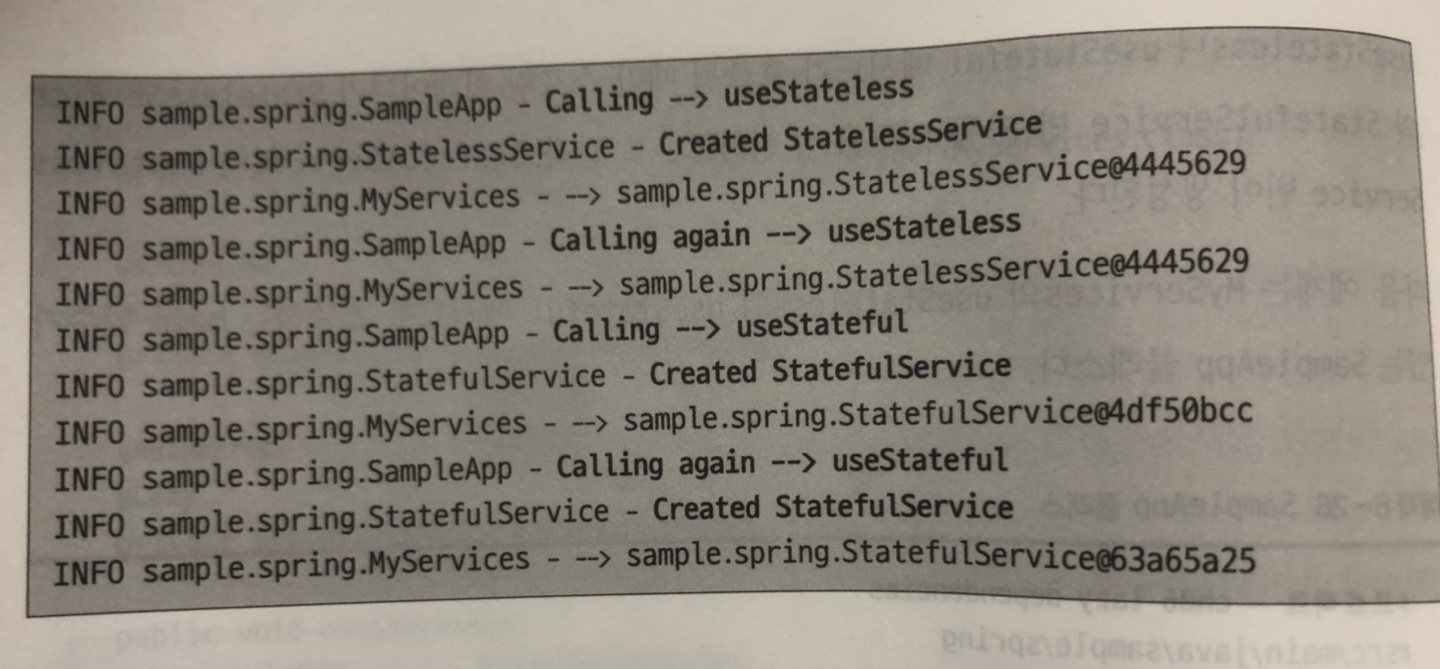 INFO sample.spring.SampleApp - Calling --> useStateless
INFO sample.spring.StatelessService - Created StatelessService
INFO sample.spring.MyServices - --> sample.spring.StatelessService@4445629
INFO sample.spring.SampleApp - Calling again --> useStateless
INFO sample.spring.MyServices - --> sample.spring.StatelessService@4445629
INFO sample.spring.SampleApp - Calling --> useStateful
INFO sample.spring.StatefulService - Created StatefulService
INFO sample.spring.MyServices - --> sample.spring.StatefulService@4df50bcc
INFO sample.spring.SampleApp - Calling again --> useStateful
INFO sample.spring.StatefulService - Created StatefulService
INFO sample.spring.MyServices - --> sample.spring.StatefulService@63a65a25